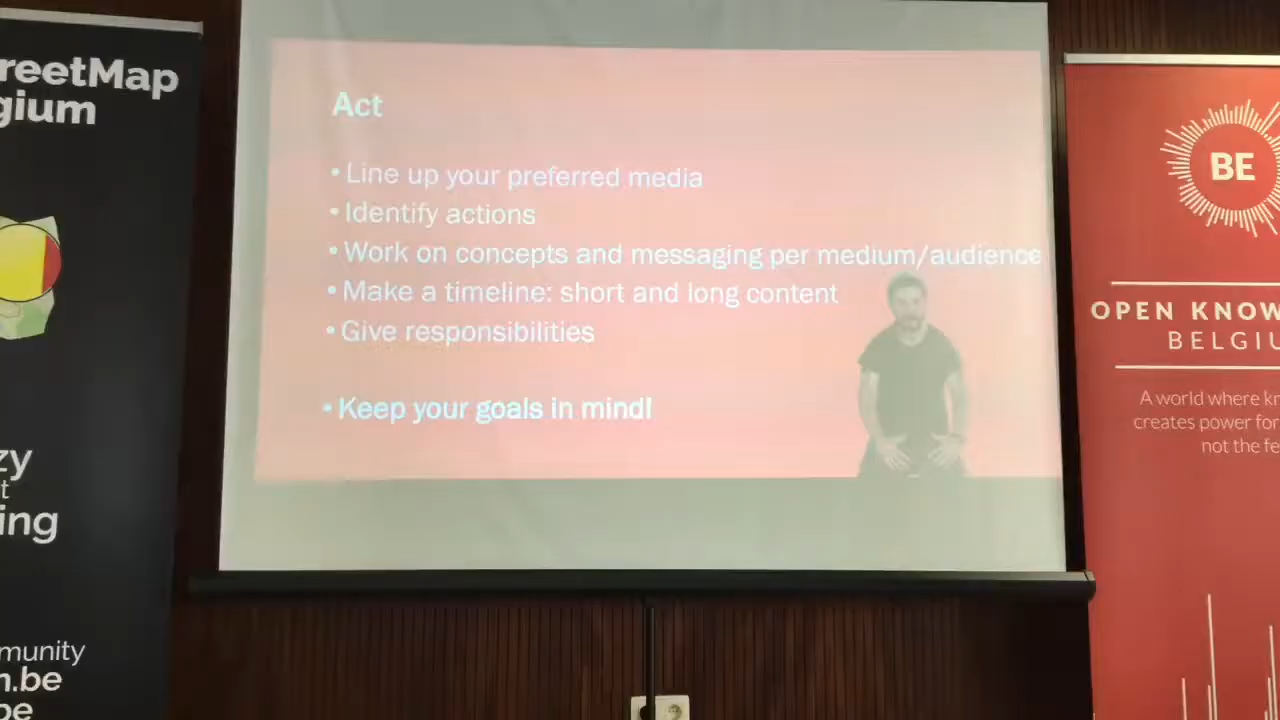 reetMap
gium
zy
t
ing
munity
n.be
be
Act
• Line up your preferred media
• Identify actions
• Work on concepts and messaging per medium/audience
• Make a timeline: short and long content
• Give responsibilities
• Keep your goals in mind!
BE
OPEN KNOW
BELGIU
A world where kn
creates power for
not the fe